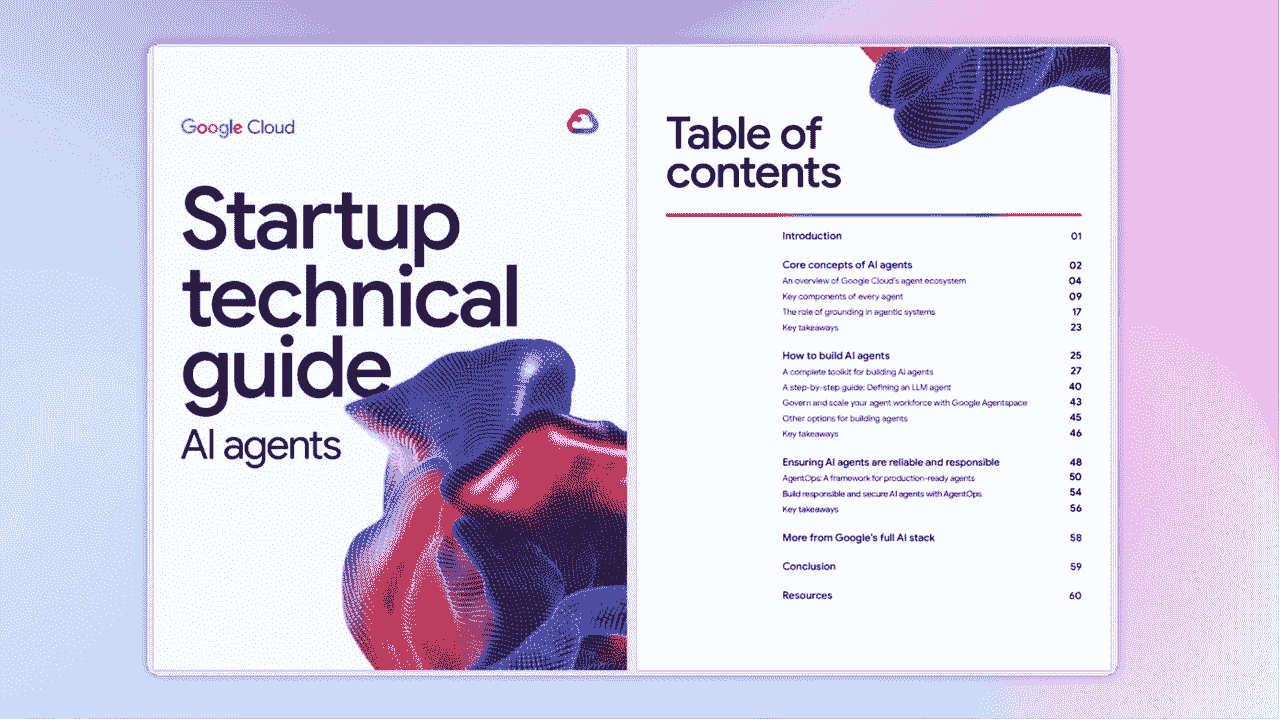 Google Cloud
Startup
technical
guide
AI agents
Table of
contents
Introduction 01
Core concepts of AI agents 02
An overview of Google Cloud's agent ecosystem 04
Key components of every agent 09
The role of grounding in agentic systems 17
Key takeaways 23
How to build AI agents 25
A complete toolkit for building AI agents 27
A step-by-step guide: Defining an LLM agent 40
Govern and scale your agent workforce with Google Agentspace 43
Other options for building agents 45
Key takeaways 46
Ensuring AI agents are reliable and responsible 48
AgentOps: A framework for production-ready agents 50
Build responsible and secure AI agents with AgentOps 54
Key takeaways 56
More from Google's full AI stack 58
Conclusion 59
Resources 60